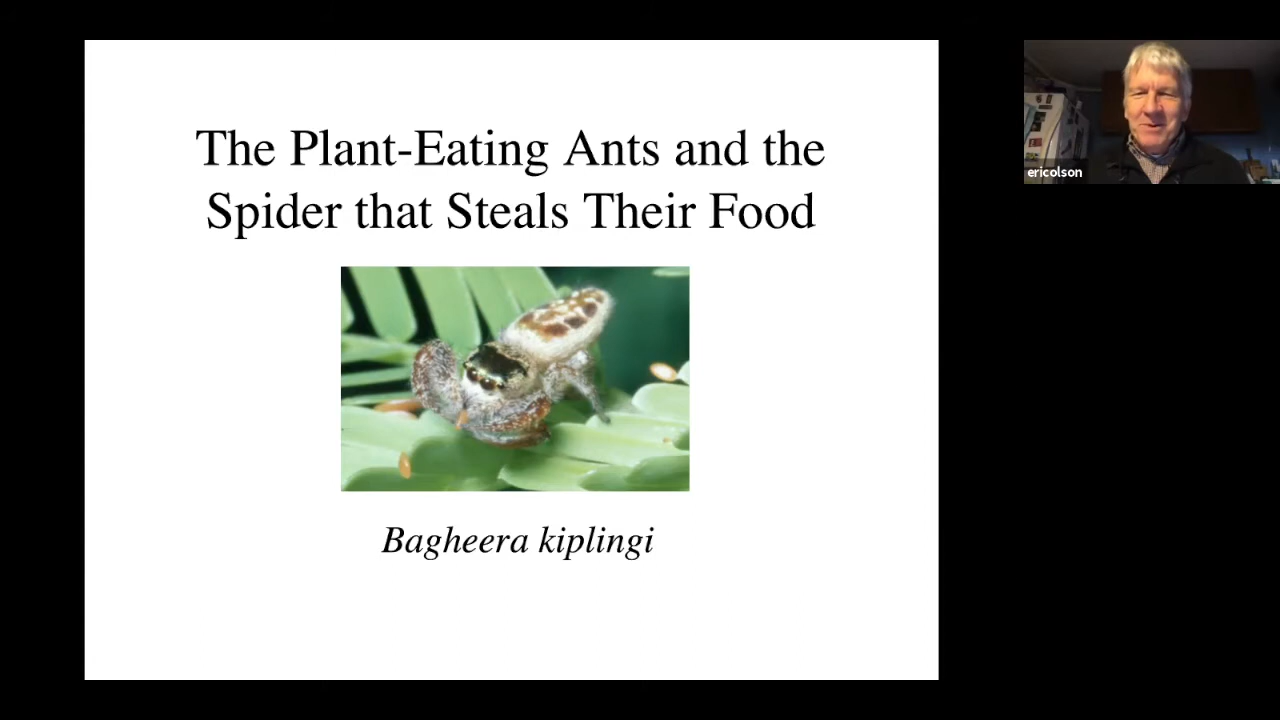 The Plant-Eating Ants and the
Spider that Steals Their Food
Bagheera kiplingi
ericolson